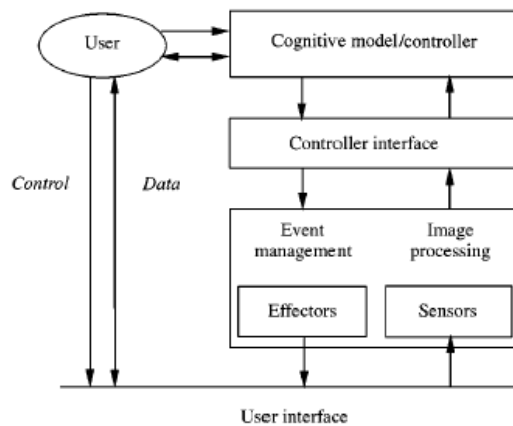 User
Cognitive model/controller
Controller interface
Control
Data
Event
management
Image
processing
Effectors
Sensors
User interface